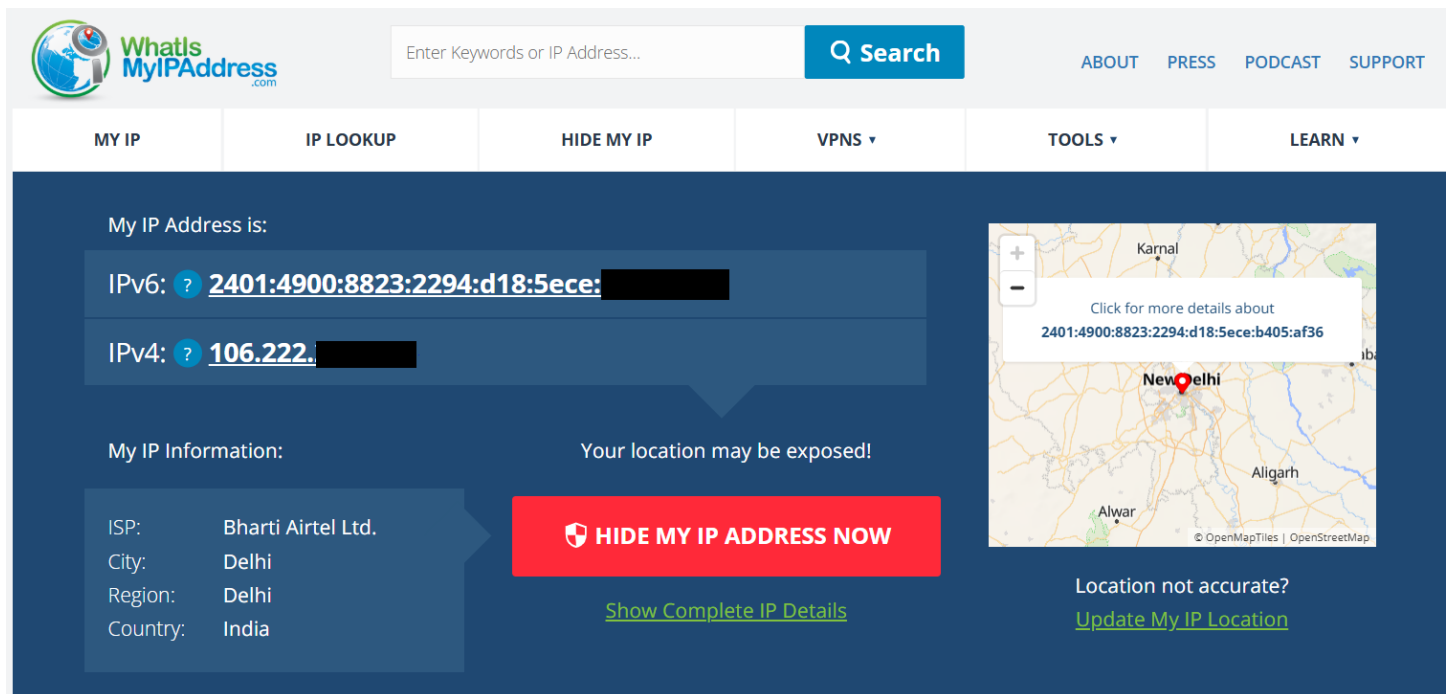 WhatIs
MyIPAddress
.com
Enter Keywords or IP Address...
Search
ABOUT PRESS PODCAST SUPPORT
MY IP
IP LOOKUP
HIDE MY IP
VPNS ▾
TOOLS ▾
LEARN ▾
My IP Address is:
IPv6: ? 2401:4900:8823:2294:d18:5ece:
IPv4: ? 106.222.
My IP Information:
ISP: Bharti Airtel Ltd.
City: Delhi
Region: Delhi
Country: India
Your location may be exposed!
HIDE MY IP ADDRESS NOW
Show Complete IP Details
+
−
Karnal
Click for more details about
2401:4900:8823:2294:d18:5ece:b405:af36
New Delhi
Aligarh
Alwar
© OpenMapTiles | OpenStreetMap
Location not accurate?
Update My IP Location